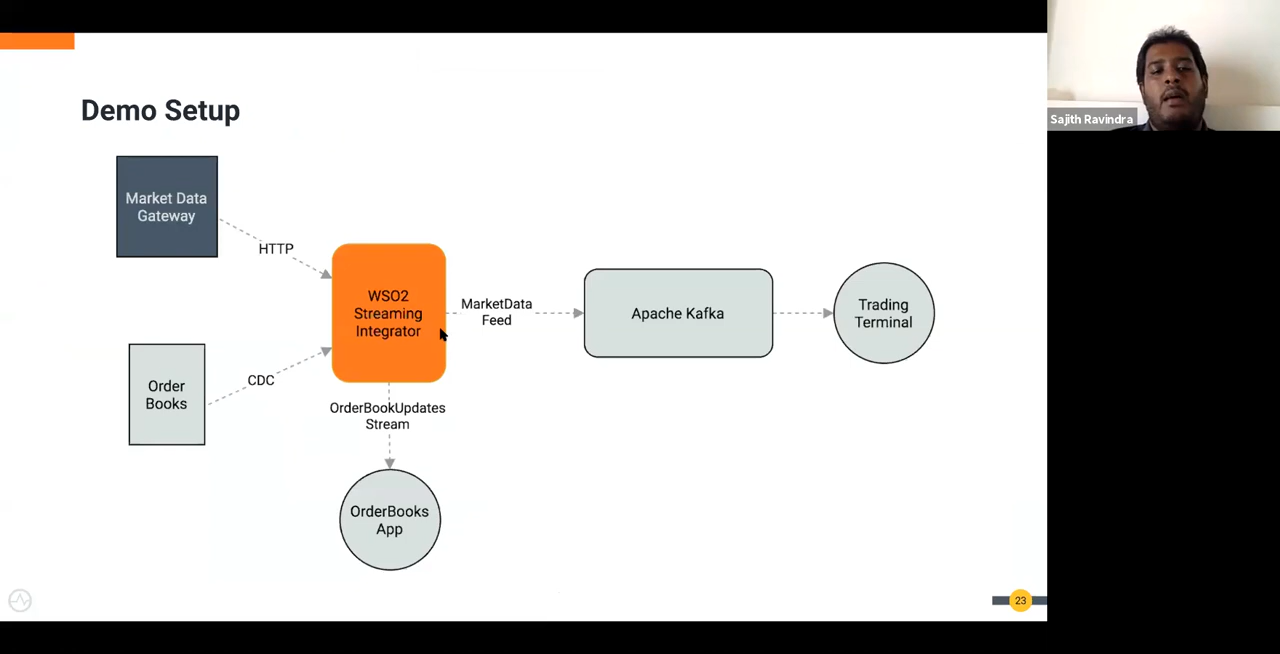 Demo Setup
Sajith Ravindra
Market Data
Gateway
HTTP
WSO2
Streaming
Integrator
MarketData
Feed
Apache Kafka
Trading
Terminal
Order
Books
CDC
OrderBookUpdates
Stream
OrderBooks
App
23